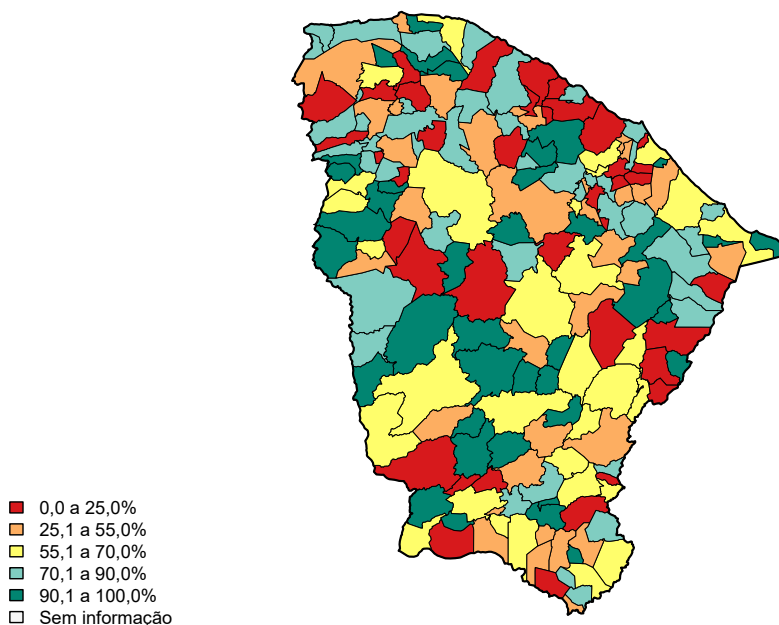 0,0 a 25,0%
25,1 a 55,0%
55,1 a 70,0%
70,1 a 90,0%
90,1 a 100,0%
Sem informação